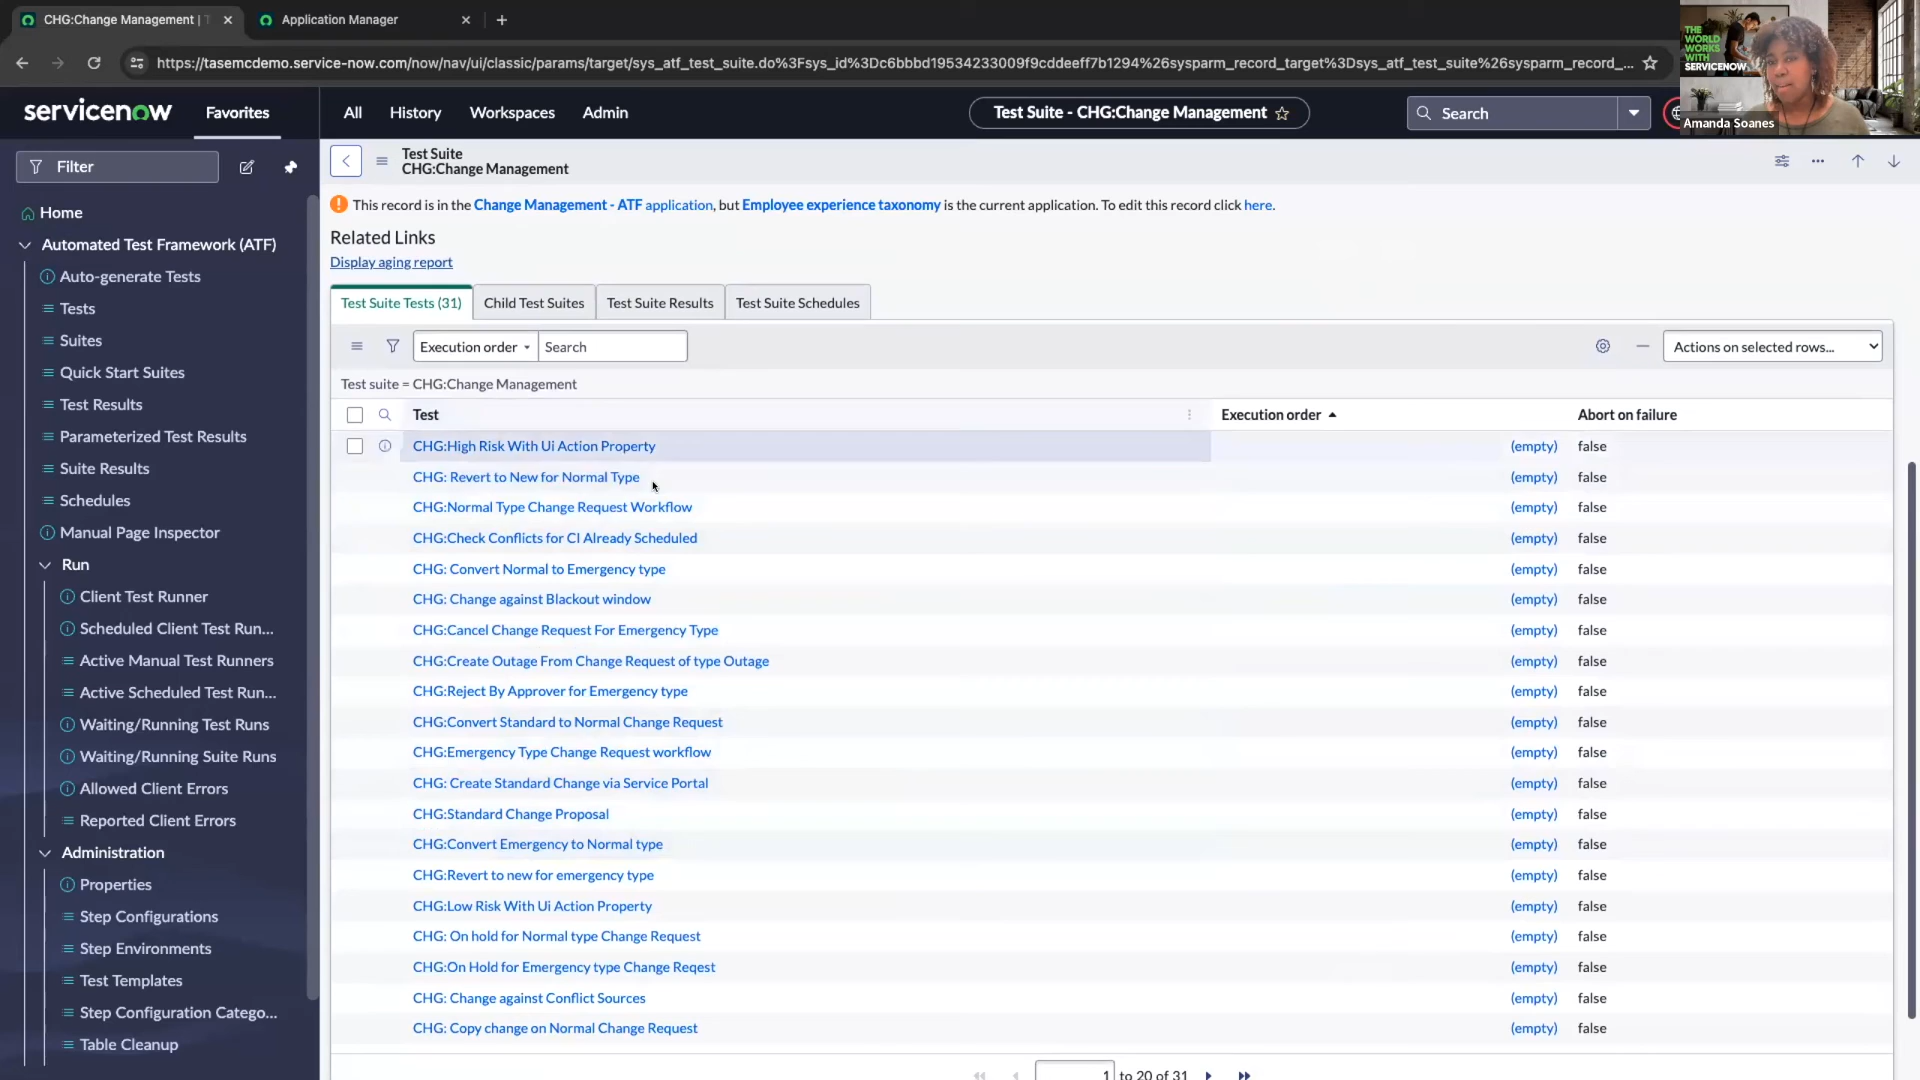 CHG:Change Management | T
Application Manager
https://tasemcdemo.service-now.com/now/nav/ui/classic/params/target/sys_atf_test_suite.do%3Fsys_id%3Dc6bbbd19534233009f9cddeeff7b1294%26sysparm_record_target%3Dsys_atf_test_suite%26sysparm_record_...
THE WORLD WORKS WITH SERVICENOW
Amanda Soanes
servicenow
Favorites
All
History
Workspaces
Admin
Test Suite - CHG:Change Management
Search
Filter
Home
Automated Test Framework (ATF)
Auto-generate Tests
Tests
Suites
Quick Start Suites
Test Results
Parameterized Test Results
Suite Results
Schedules
Manual Page Inspector
Run
Client Test Runner
Scheduled Client Test Run...
Active Manual Test Runners
Active Scheduled Test Run...
Waiting/Running Test Runs
Waiting/Running Suite Runs
Allowed Client Errors
Reported Client Errors
Administration
Properties
Step Configurations
Step Environments
Test Templates
Step Configuration Catego...
Table Cleanup
Test Suite
CHG:Change Management
This record is in the Change Management - ATF application, but Employee experience taxonomy is the current application. To edit this record click here.
Related Links
Display aging report
Test Suite Tests (31)
Child Test Suites
Test Suite Results
Test Suite Schedules
Execution order
Search
Actions on selected rows...
Test suite = CHG:Change Management
Test Execution order Abort on failure
CHG:High Risk With Ui Action Property (empty) false
CHG: Revert to New for Normal Type (empty) false
CHG:Normal Type Change Request Workflow (empty) false
CHG:Check Conflicts for CI Already Scheduled (empty) false
CHG: Convert Normal to Emergency type (empty) false
CHG: Change against Blackout window (empty) false
CHG:Cancel Change Request For Emergency Type (empty) false
CHG:Create Outage From Change Request of type Outage (empty) false
CHG:Reject By Approver for Emergency type (empty) false
CHG:Convert Standard to Normal Change Request (empty) false
CHG:Emergency Type Change Request workflow (empty) false
CHG: Create Standard Change via Service Portal (empty) false
CHG:Standard Change Proposal (empty) false
CHG:Convert Emergency to Normal type (empty) false
CHG:Revert to new for emergency type (empty) false
CHG:Low Risk With Ui Action Property (empty) false
CHG: On hold for Normal type Change Request (empty) false
CHG:On Hold for Emergency type Change Reqest (empty) false
CHG: Change against Conflict Sources (empty) false
CHG: Copy change on Normal Change Request (empty) false
1 to 20 of 31